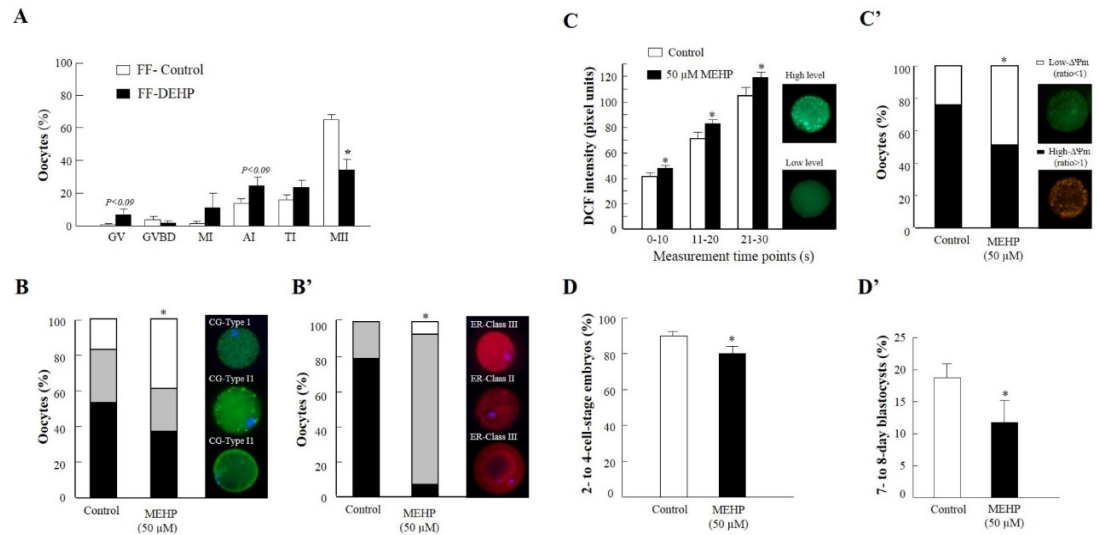 A
Oocytes (%)
100
80
60
40
20
0
FF- Control
FF-DEHP
P<0.09
P<0.09
*
GV GVBD MI AI TI MII
B
Oocytes (%)
100
80
60
40
20
0
*
Control
MEHP
(50 µM)
CG-Type 1
CG-Type I1
CG-Type I1
B’
Oocytes (%)
100
80
60
40
20
0
*
Control
MEHP
(50 µM)
ER-Class III
ER-Class II
ER-Class III
C
DCF intensity (pixel units)
120
100
80
60
40
20
0
Control
50 µM MEHP
*
*
*
0-10 11-20 21-30
Measurement time points (s)
High level
Low level
C’
Oocytes (%)
100
80
60
40
20
0
*
Control
MEHP
(50 µM)
Low-ΔΨm
(ratio<1)
High-ΔΨm
(ratio>1)
D
2- to 4-cell-stage embryos (%)
100
80
60
40
20
0
*
Control
MEHP
(50 µM)
D’
7- to 8-day blastocysts (%)
25
20
15
10
5
0
*
Control
MEHP
(50 µM)